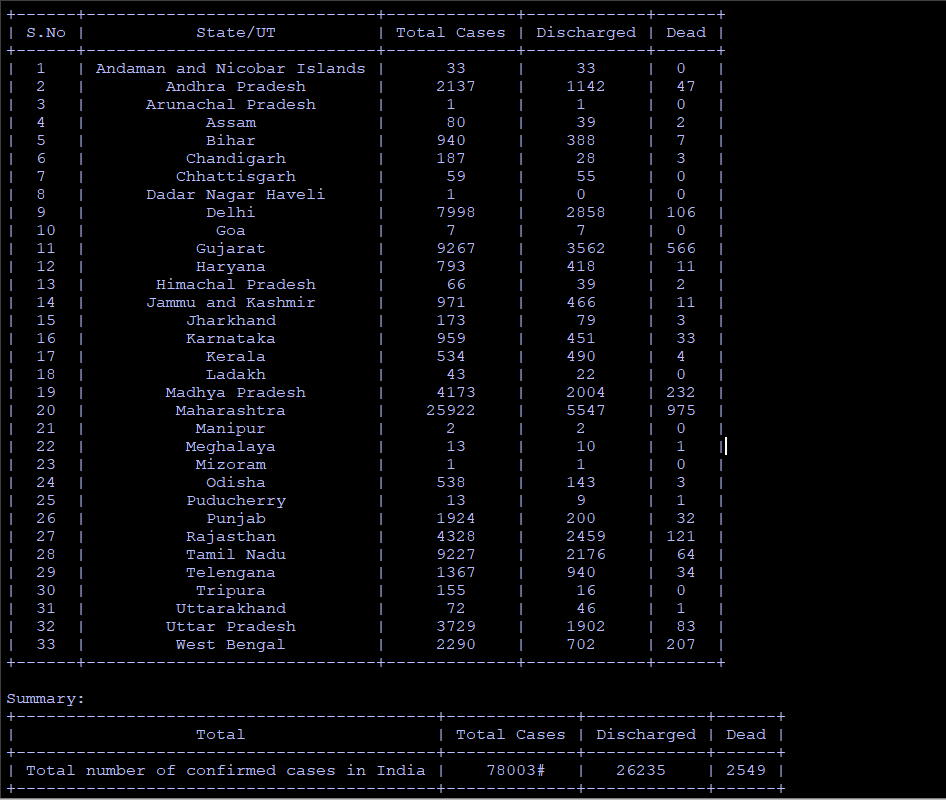 +------+-----------------------------+-------------+------------+------+
| S.No |           State/UT          | Total Cases | Discharged | Dead |
+------+-----------------------------+-------------+------------+------+
|  1   | Andaman and Nicobar Islands |      33     |     33     |  0   |
|  2   |        Andhra Pradesh       |     2137    |    1142    |  47  |
|  3   |      Arunachal Pradesh      |      1      |     1      |  0   |
|  4   |            Assam            |      80     |     39     |  2   |
|  5   |            Bihar            |     940     |    388     |  7   |
|  6   |          Chandigarh         |     187     |     28     |  3   |
|  7   |         Chhattisgarh        |      59     |     55     |  0   |
|  8   |      Dadar Nagar Haveli     |      1      |     0      |  0   |
|  9   |            Delhi            |     7998    |    2858    | 106  |
|  10  |             Goa             |      7      |     7      |  0   |
|  11  |           Gujarat           |     9267    |    3562    | 566  |
|  12  |           Haryana           |     793     |    418     |  11  |
|  13  |       Himachal Pradesh      |      66     |     39     |  2   |
|  14  |      Jammu and Kashmir      |     971     |    466     |  11  |
|  15  |          Jharkhand          |     173     |     79     |  3   |
|  16  |          Karnataka          |     959     |    451     |  33  |
|  17  |            Kerala           |     534     |    490     |  4   |
|  18  |            Ladakh           |      43     |     22     |  0   |
|  19  |        Madhya Pradesh       |     4173    |    2004    | 232  |
|  20  |         Maharashtra         |    25922    |    5547    | 975  |
|  21  |           Manipur           |      2      |     2      |  0   |
|  22  |          Meghalaya          |      13     |     10     |  1   |
|  23  |           Mizoram           |      1      |     1      |  0   |
|  24  |            Odisha           |     538     |    143     |  3   |
|  25  |          Puducherry         |      13     |     9      |  1   |
|  26  |            Punjab           |     1924    |    200     |  32  |
|  27  |          Rajasthan          |     4328    |    2459    | 121  |
|  28  |          Tamil Nadu         |     9227    |    2176    |  64  |
|  29  |          Telengana          |     1367    |    940     |  34  |
|  30  |           Tripura           |     155     |     16     |  0   |
|  31  |         Uttarakhand         |      72     |     46     |  1   |
|  32  |        Uttar Pradesh        |     3729    |    1902    |  83  |
|  33  |         West Bengal         |     2290    |    702     | 207  |
+------+-----------------------------+-------------+------------+------+
Summary:
+------------------------------------------+-------------+------------+------+
|                  Total                   | Total Cases | Discharged | Dead |
+------------------------------------------+-------------+------------+------+
| Total number of confirmed cases in India |    78003#   |   26235    | 2549 |
+------------------------------------------+-------------+------------+------+